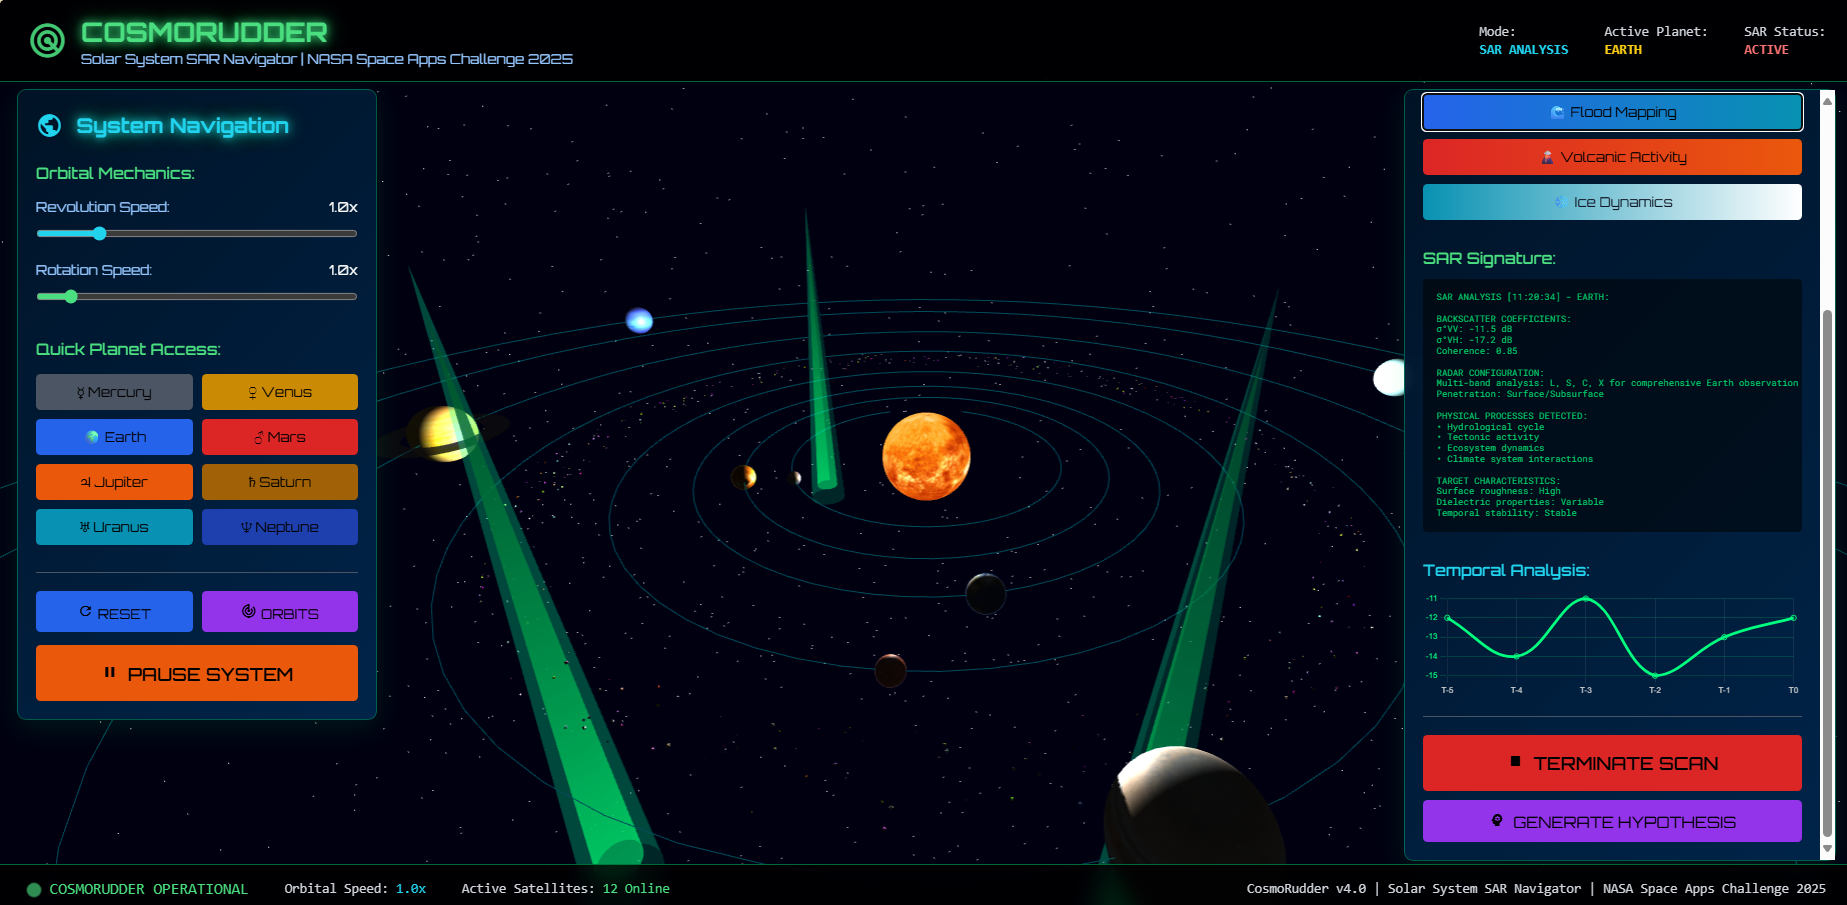 COSMORUDDER
Solar System SAR Navigator | NASA Space Apps Challenge 2025
Mode:
SAR ANALYSIS
Active Planet:
EARTH
SAR Status:
ACTIVE
System Navigation
Orbital Mechanics:
Revolution Speed: 1.0x
Rotation Speed: 1.0x
Quick Planet Access:
☿ Mercury
♀ Venus
🌍 Earth
♂ Mars
♃ Jupiter
♄ Saturn
♅ Uranus
♆ Neptune
RESET
ORBITS
PAUSE SYSTEM
🌊 Flood Mapping
🌋 Volcanic Activity
❄️ Ice Dynamics
SAR Signature:
SAR ANALYSIS [11:20:34] - EARTH:
BACKSCATTER COEFFICIENTS:
σ°VV: -11.5 dB
σ°VH: -17.2 dB
Coherence: 0.85
RADAR CONFIGURATION:
Multi-band analysis: L, S, C, X for comprehensive Earth observation
Penetration: Surface/Subsurface
PHYSICAL PROCESSES DETECTED:
• Hydrological cycle
• Tectonic activity
• Ecosystem dynamics
• Climate system interactions
TARGET CHARACTERISTICS:
Surface roughness: High
Dielectric properties: Variable
Temporal stability: Stable
Temporal Analysis:
-11
-12
-13
-14
-15
T-5 T-4 T-3 T-2 T-1 T0
TERMINATE SCAN
GENERATE HYPOTHESIS
COSMORUDDER OPERATIONAL
Orbital Speed: 1.0x
Active Satellites: 12 Online
CosmoRudder v4.0 | Solar System SAR Navigator | NASA Space Apps Challenge 2025